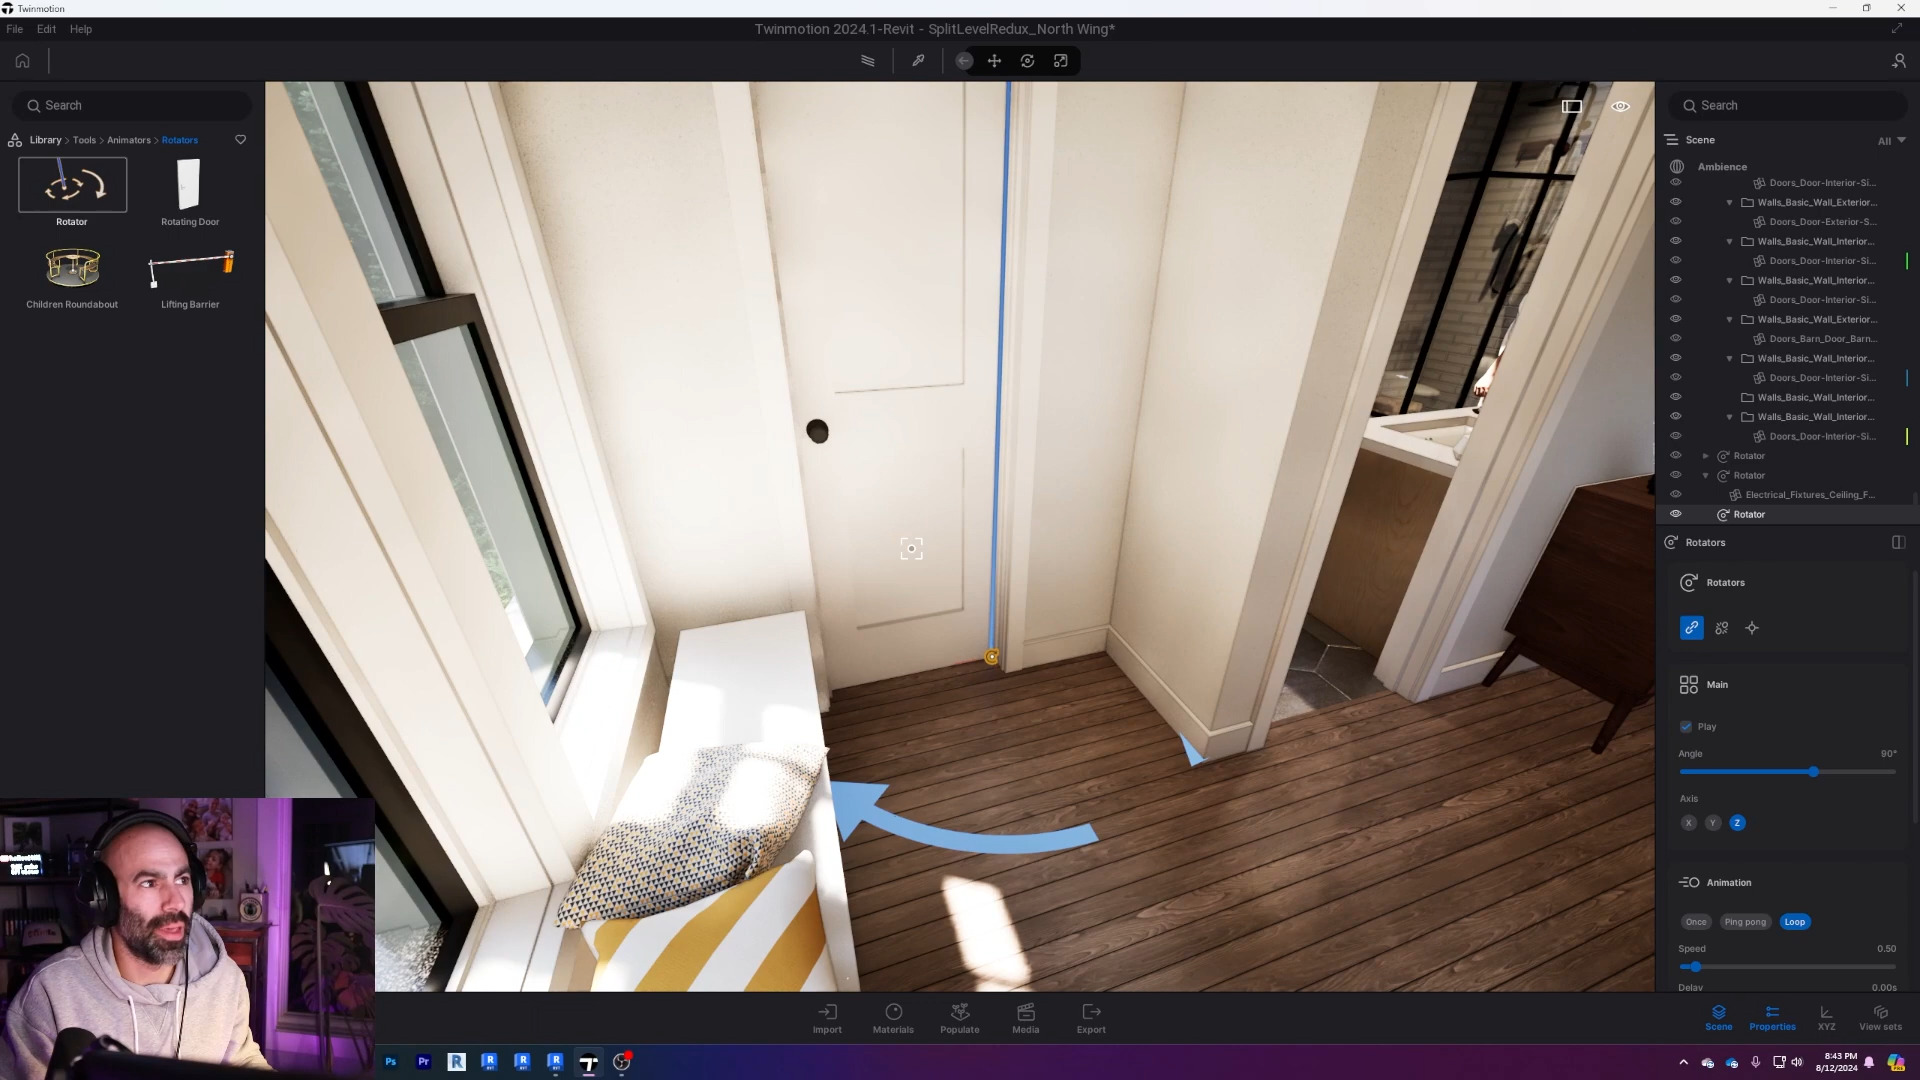 Twinmotion
File Edit Help
Twinmotion 2024.1-Revit - SplitLevelRedux_North Wing*
Search
Library > Tools > Animators > Rotators
Rotator
Rotating Door
Children Roundabout
Lifting Barrier
Search
Scene
All
Ambience
Doors_Door-Interior-Si...
Walls_Basic_Wall_Exterior...
Doors_Door-Exterior-S...
Walls_Basic_Wall_Interior...
Doors_Door-Interior-Si...
Walls_Basic_Wall_Interior...
Doors_Door-Interior-Si...
Walls_Basic_Wall_Exterior...
Doors_Barn_Door_Barn...
Walls_Basic_Wall_Interior...
Doors_Door-Interior-Si...
Walls_Basic_Wall_Interior...
Walls_Basic_Wall_Interior...
Doors_Door-Interior-Si...
Rotator
Rotator
Electrical_Fixtures_Ceiling_F...
Rotator
Rotators
Rotators
Main
Play
Angle 90°
Axis
X Y Z
Animation
Once Ping pong Loop
Speed 0.50
Delay 0.00s
Import Materials Populate Media Export
Scene Properties XYZ View sets
Ps Pr R R R R
8:43 PM
8/12/2024